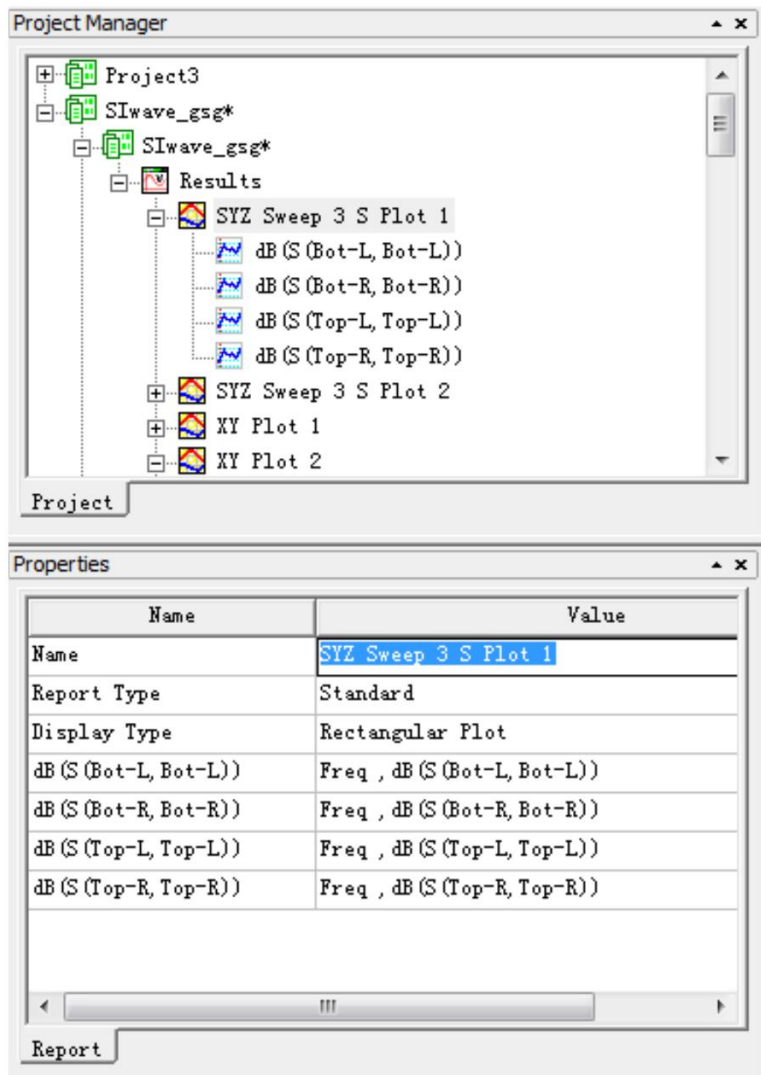 Project Manager
Project3
SIwave_gsg*
SIwave_gsg*
Results
SYZ Sweep 3 S Plot 1
dB(S(Bot-L,Bot-L))
dB(S(Bot-R,Bot-R))
dB(S(Top-L,Top-L))
dB(S(Top-R,Top-R))
SYZ Sweep 3 S Plot 2
XY Plot 1
XY Plot 2
Project
Properties
Name Value
Name SYZ Sweep 3 S Plot 1
Report Type Standard
Display Type Rectangular Plot
dB(S(Bot-L,Bot-L)) Freq ,dB(S(Bot-L,Bot-L))
dB(S(Bot-R,Bot-R)) Freq ,dB(S(Bot-R,Bot-R))
dB(S(Top-L,Top-L)) Freq ,dB(S(Top-L,Top-L))
dB(S(Top-R,Top-R)) Freq ,dB(S(Top-R,Top-R))
Report